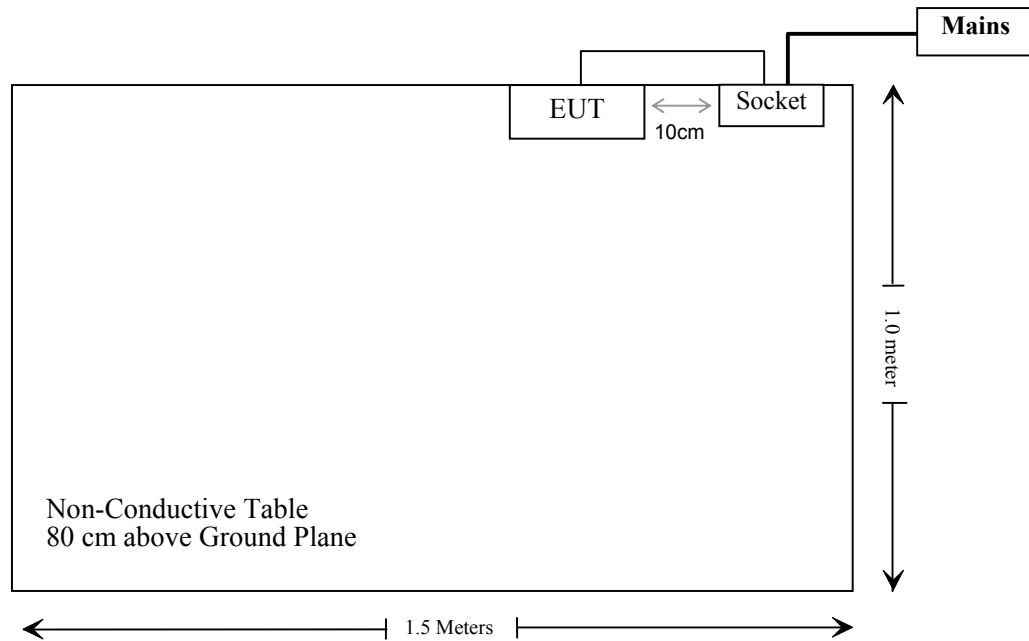 Mains
EUT
Socket
10cm
1.0 meter
Non-Conductive Table
80 cm above Ground Plane
1.5 Meters